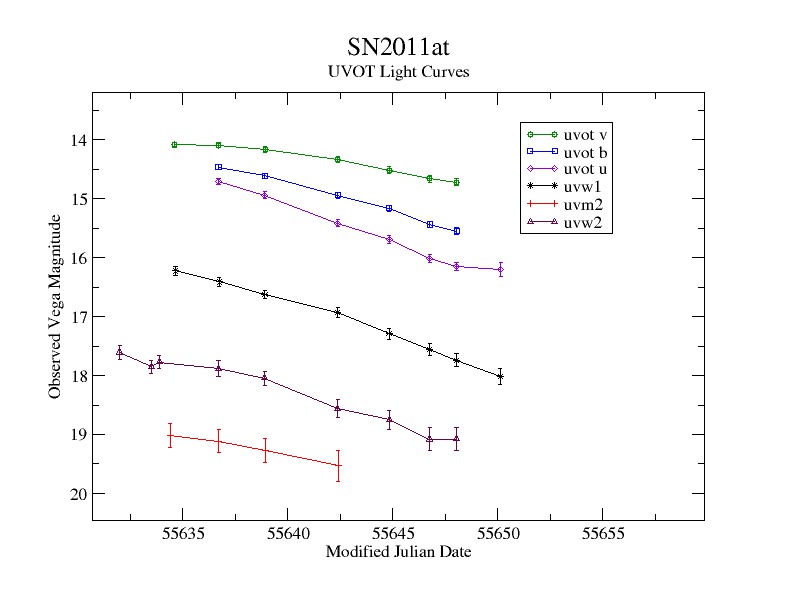 SN2011at
UVOT Light Curves
14
15
16
17
18
19
20
Observed Vega Magnitude
uvot v
uvot b
uvot u
uvw1
uvm2
uvw2
55635 55640 55645 55650 55655
Modified Julian Date